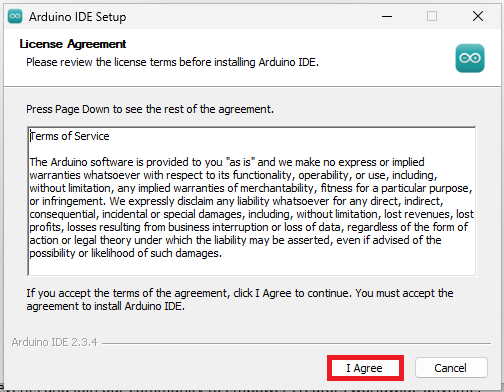 Arduino IDE Setup
License Agreement
Please review the license terms before installing Arduino IDE.
Press Page Down to see the rest of the agreement.
Terms of Service
The Arduino software is provided to you "as is" and we make no express or implied
warranties whatsoever with respect to its functionality, operability, or use, including,
without limitation, any implied warranties of merchantability, fitness for a particular purpose,
or infringement. We expressly disclaim any liability whatsoever for any direct, indirect,
consequential, incidental or special damages, including, without limitation, lost revenues, lost
profits, losses resulting from business interruption or loss of data, regardless of the form of
action or legal theory under which the liability may be asserted, even if advised of the
possibility or likelihood of such damages.
If you accept the terms of the agreement, click I Agree to continue. You must accept the
agreement to install Arduino IDE.
Arduino IDE 2.3.4
I Agree
Cancel